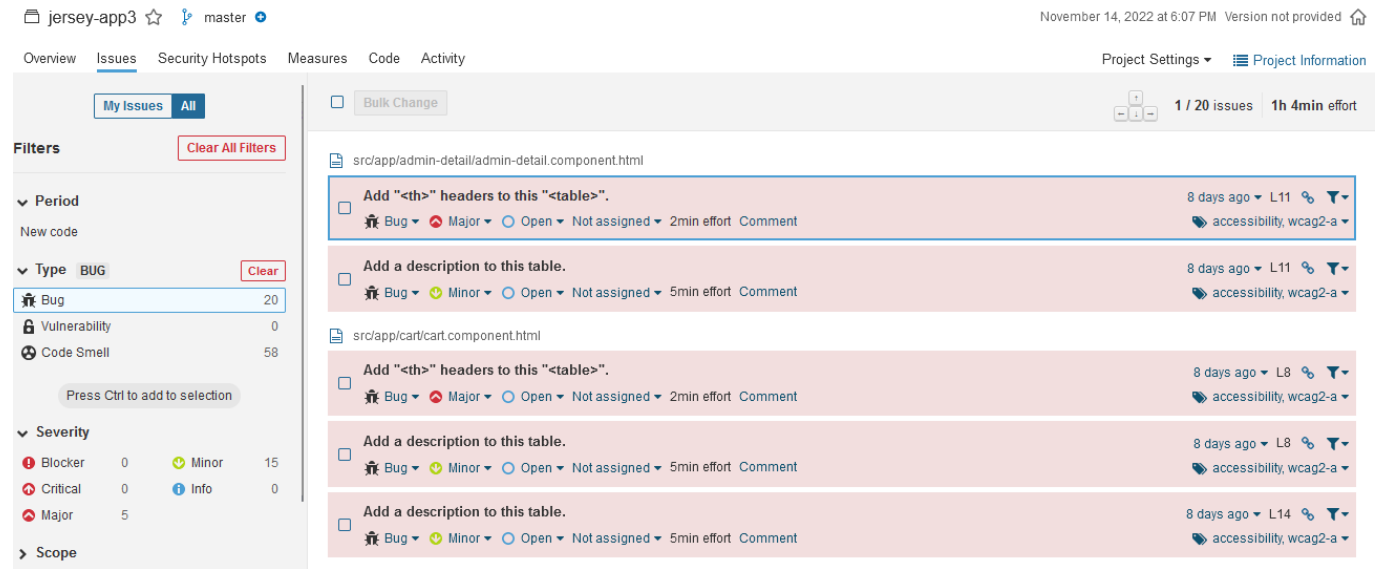 jersey-app3 master November 14, 2022 at 6:07 PM Version not provided
Overview Issues Security Hotspots Measures Code Activity Project Settings Project Information
My Issues All
Bulk Change 1 / 20 issues 1h 4min effort
Filters Clear All Filters
Period
New code
Type BUG Clear
Bug 20
Vulnerability 0
Code Smell 58
Press Ctrl to add to selection
Severity
Blocker 0 Minor 15
Critical 0 Info 0
Major 5
Scope
src/app/admin-detail/admin-detail.component.html
Add "<th>" headers to this "<table>". 8 days ago L11
Bug Major Open Not assigned 2min effort Comment accessibility, wcag2-a
Add a description to this table. 8 days ago L11
Bug Minor Open Not assigned 5min effort Comment accessibility, wcag2-a
src/app/cart/cart.component.html
Add "<th>" headers to this "<table>". 8 days ago L8
Bug Major Open Not assigned 2min effort Comment accessibility, wcag2-a
Add a description to this table. 8 days ago L8
Bug Minor Open Not assigned 5min effort Comment accessibility, wcag2-a
Add a description to this table. 8 days ago L14
Bug Minor Open Not assigned 5min effort Comment accessibility, wcag2-a